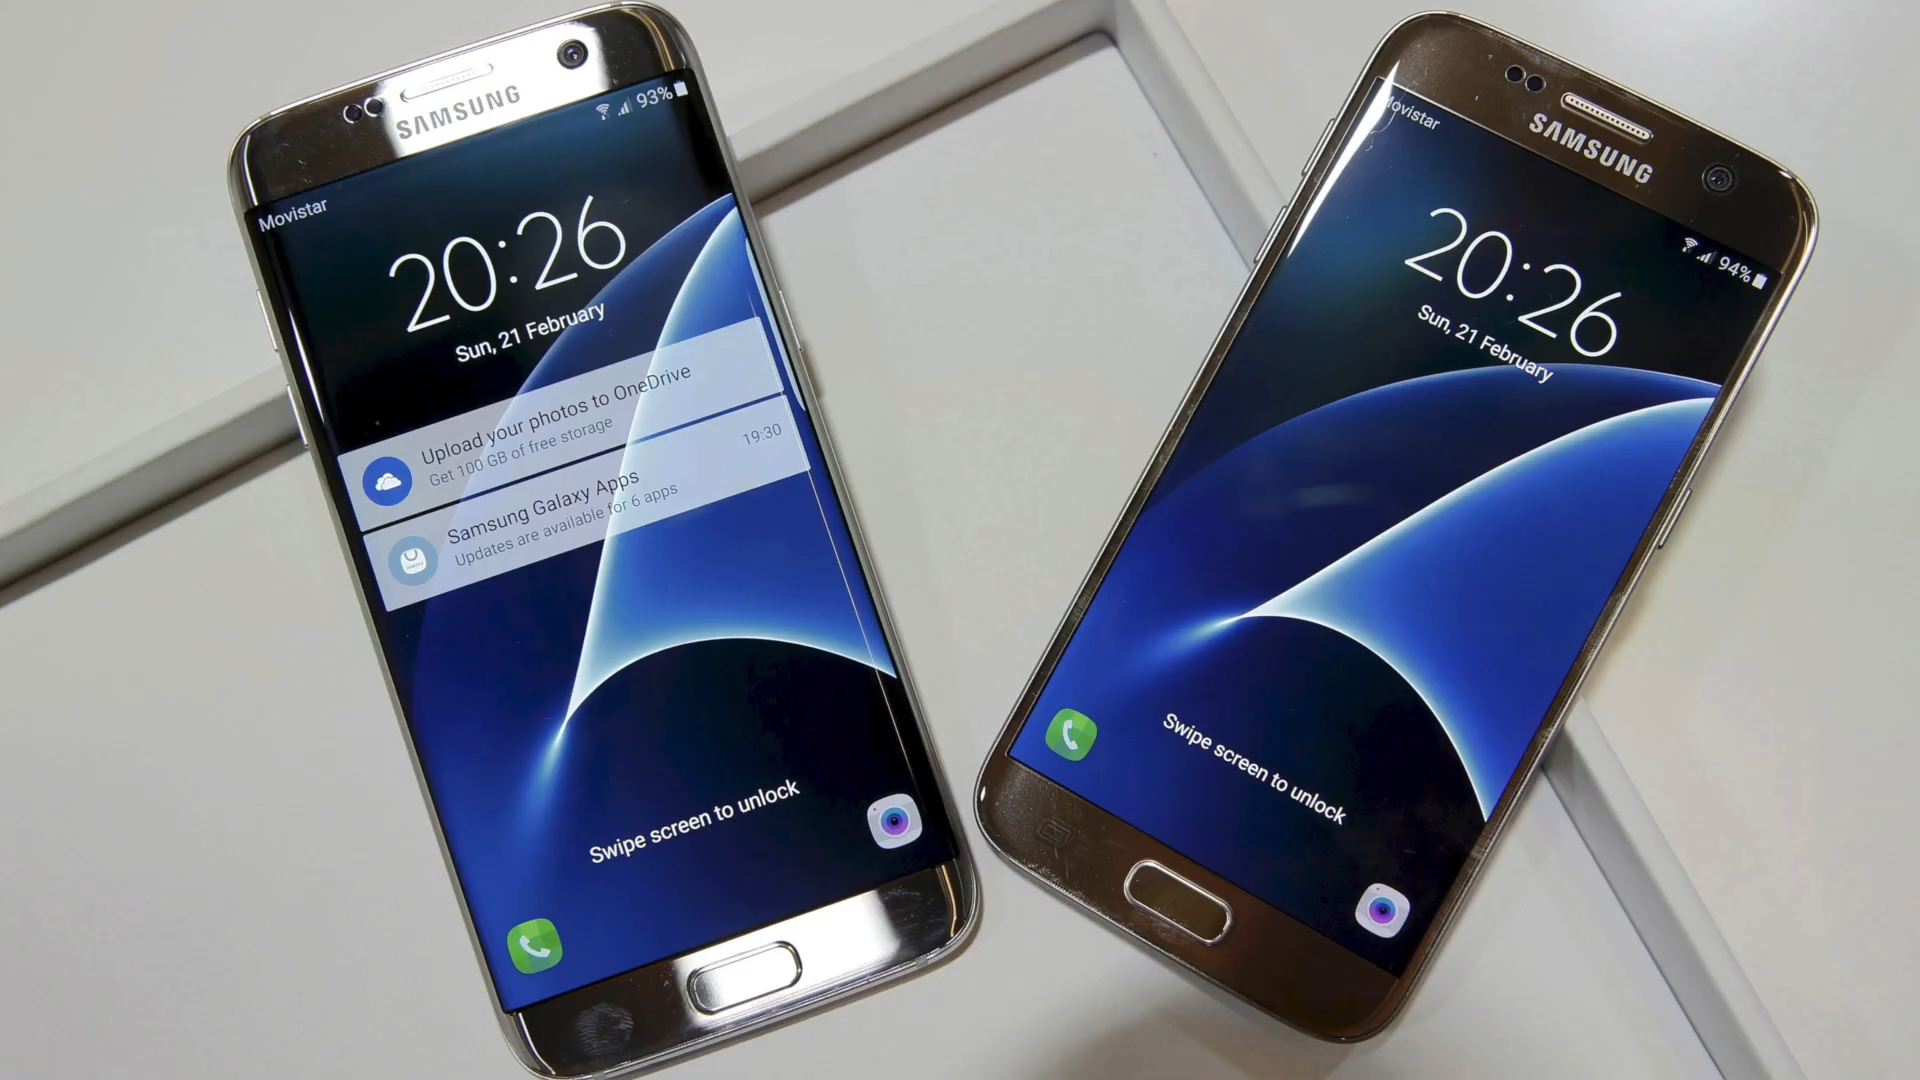 SAMSUNG
93%
Movistar
20:26
Sun, 21 February
Upload your photos to OneDrive
Get 100 GB of free storage
Samsung Galaxy Apps
19:30
Updates are available for 6 apps
Swipe screen to unlock
SAMSUNG
Movistar
94%
20:26
Sun, 21 February
Swipe screen to unlock